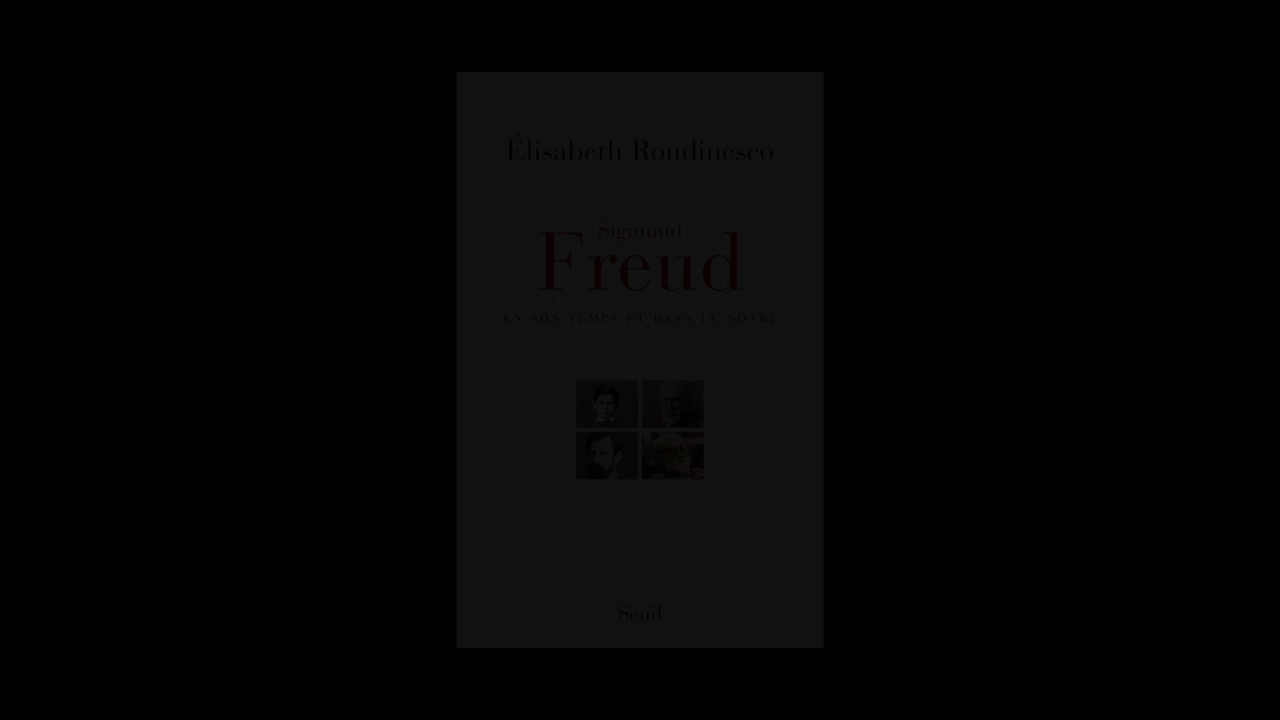 Élisabeth Roudinesco
Sigmund
Freud
EN SON TEMPS ET DANS LE NÔTRE
Seuil